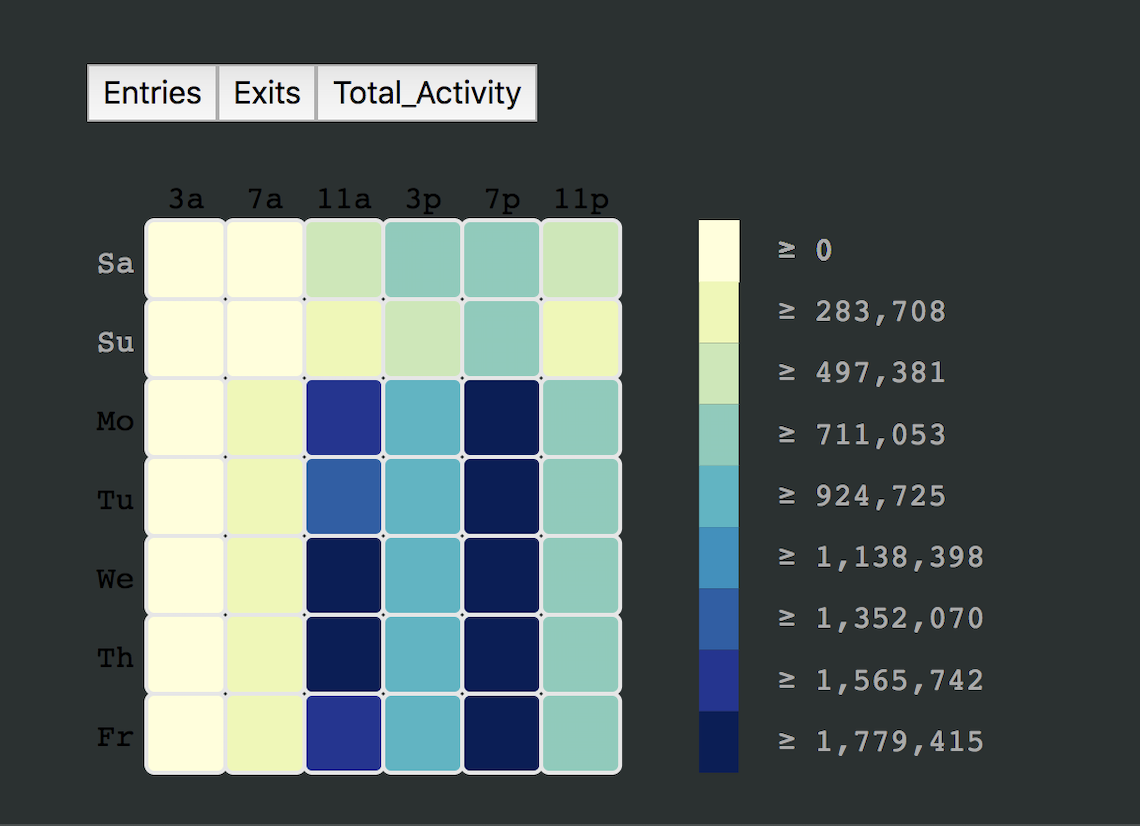 Entries Exits Total_Activity
3a 7a 11a 3p 7p 11p
Sa
Su
Mo
Tu
We
Th
Fr
≥ 0
≥ 283,708
≥ 497,381
≥ 711,053
≥ 924,725
≥ 1,138,398
≥ 1,352,070
≥ 1,565,742
≥ 1,779,415